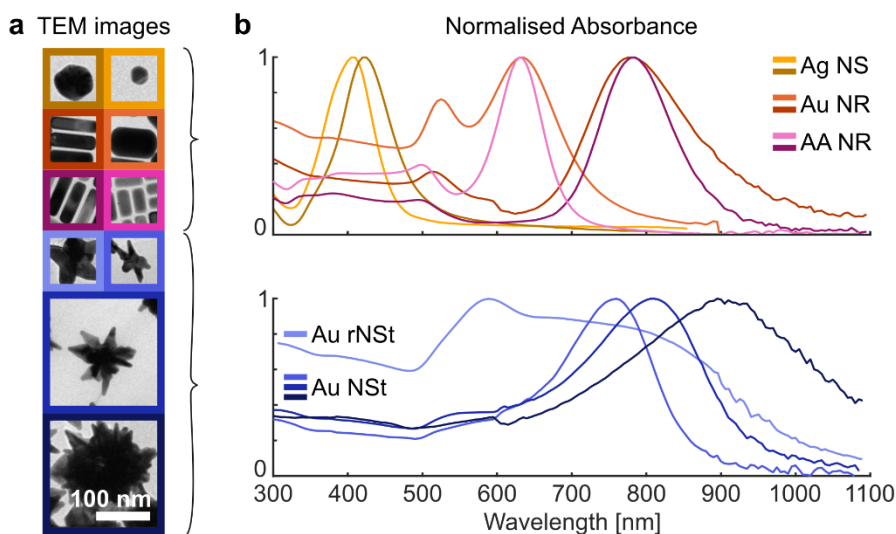 a TEM images
b Normalised Absorbance
1
0
Ag NS
Au NR
AA NR
1
0
Au rNSt
Au NSt
100 nm
300 400 500 600 700 800 900 1000 1100
Wavelength [nm]